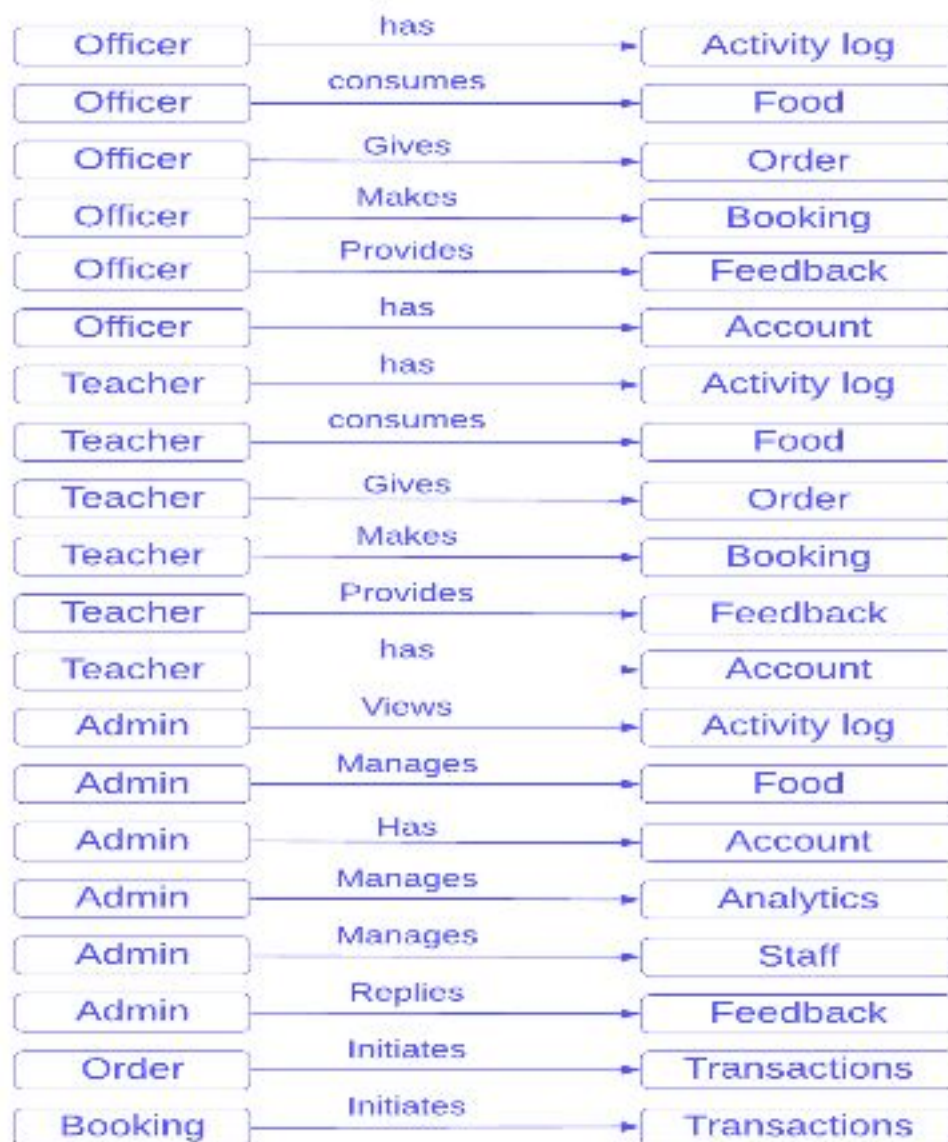 Officer has Activity log
Officer consumes Food
Officer Gives Order
Officer Makes Booking
Officer Provides Feedback
Officer has Account
Teacher has Activity log
Teacher consumes Food
Teacher Gives Order
Teacher Makes Booking
Teacher Provides Feedback
Teacher has Account
Admin Views Activity log
Admin Manages Food
Admin Has Account
Admin Manages Analytics
Admin Manages Staff
Admin Replies Feedback
Order Initiates Transactions
Booking Initiates Transactions